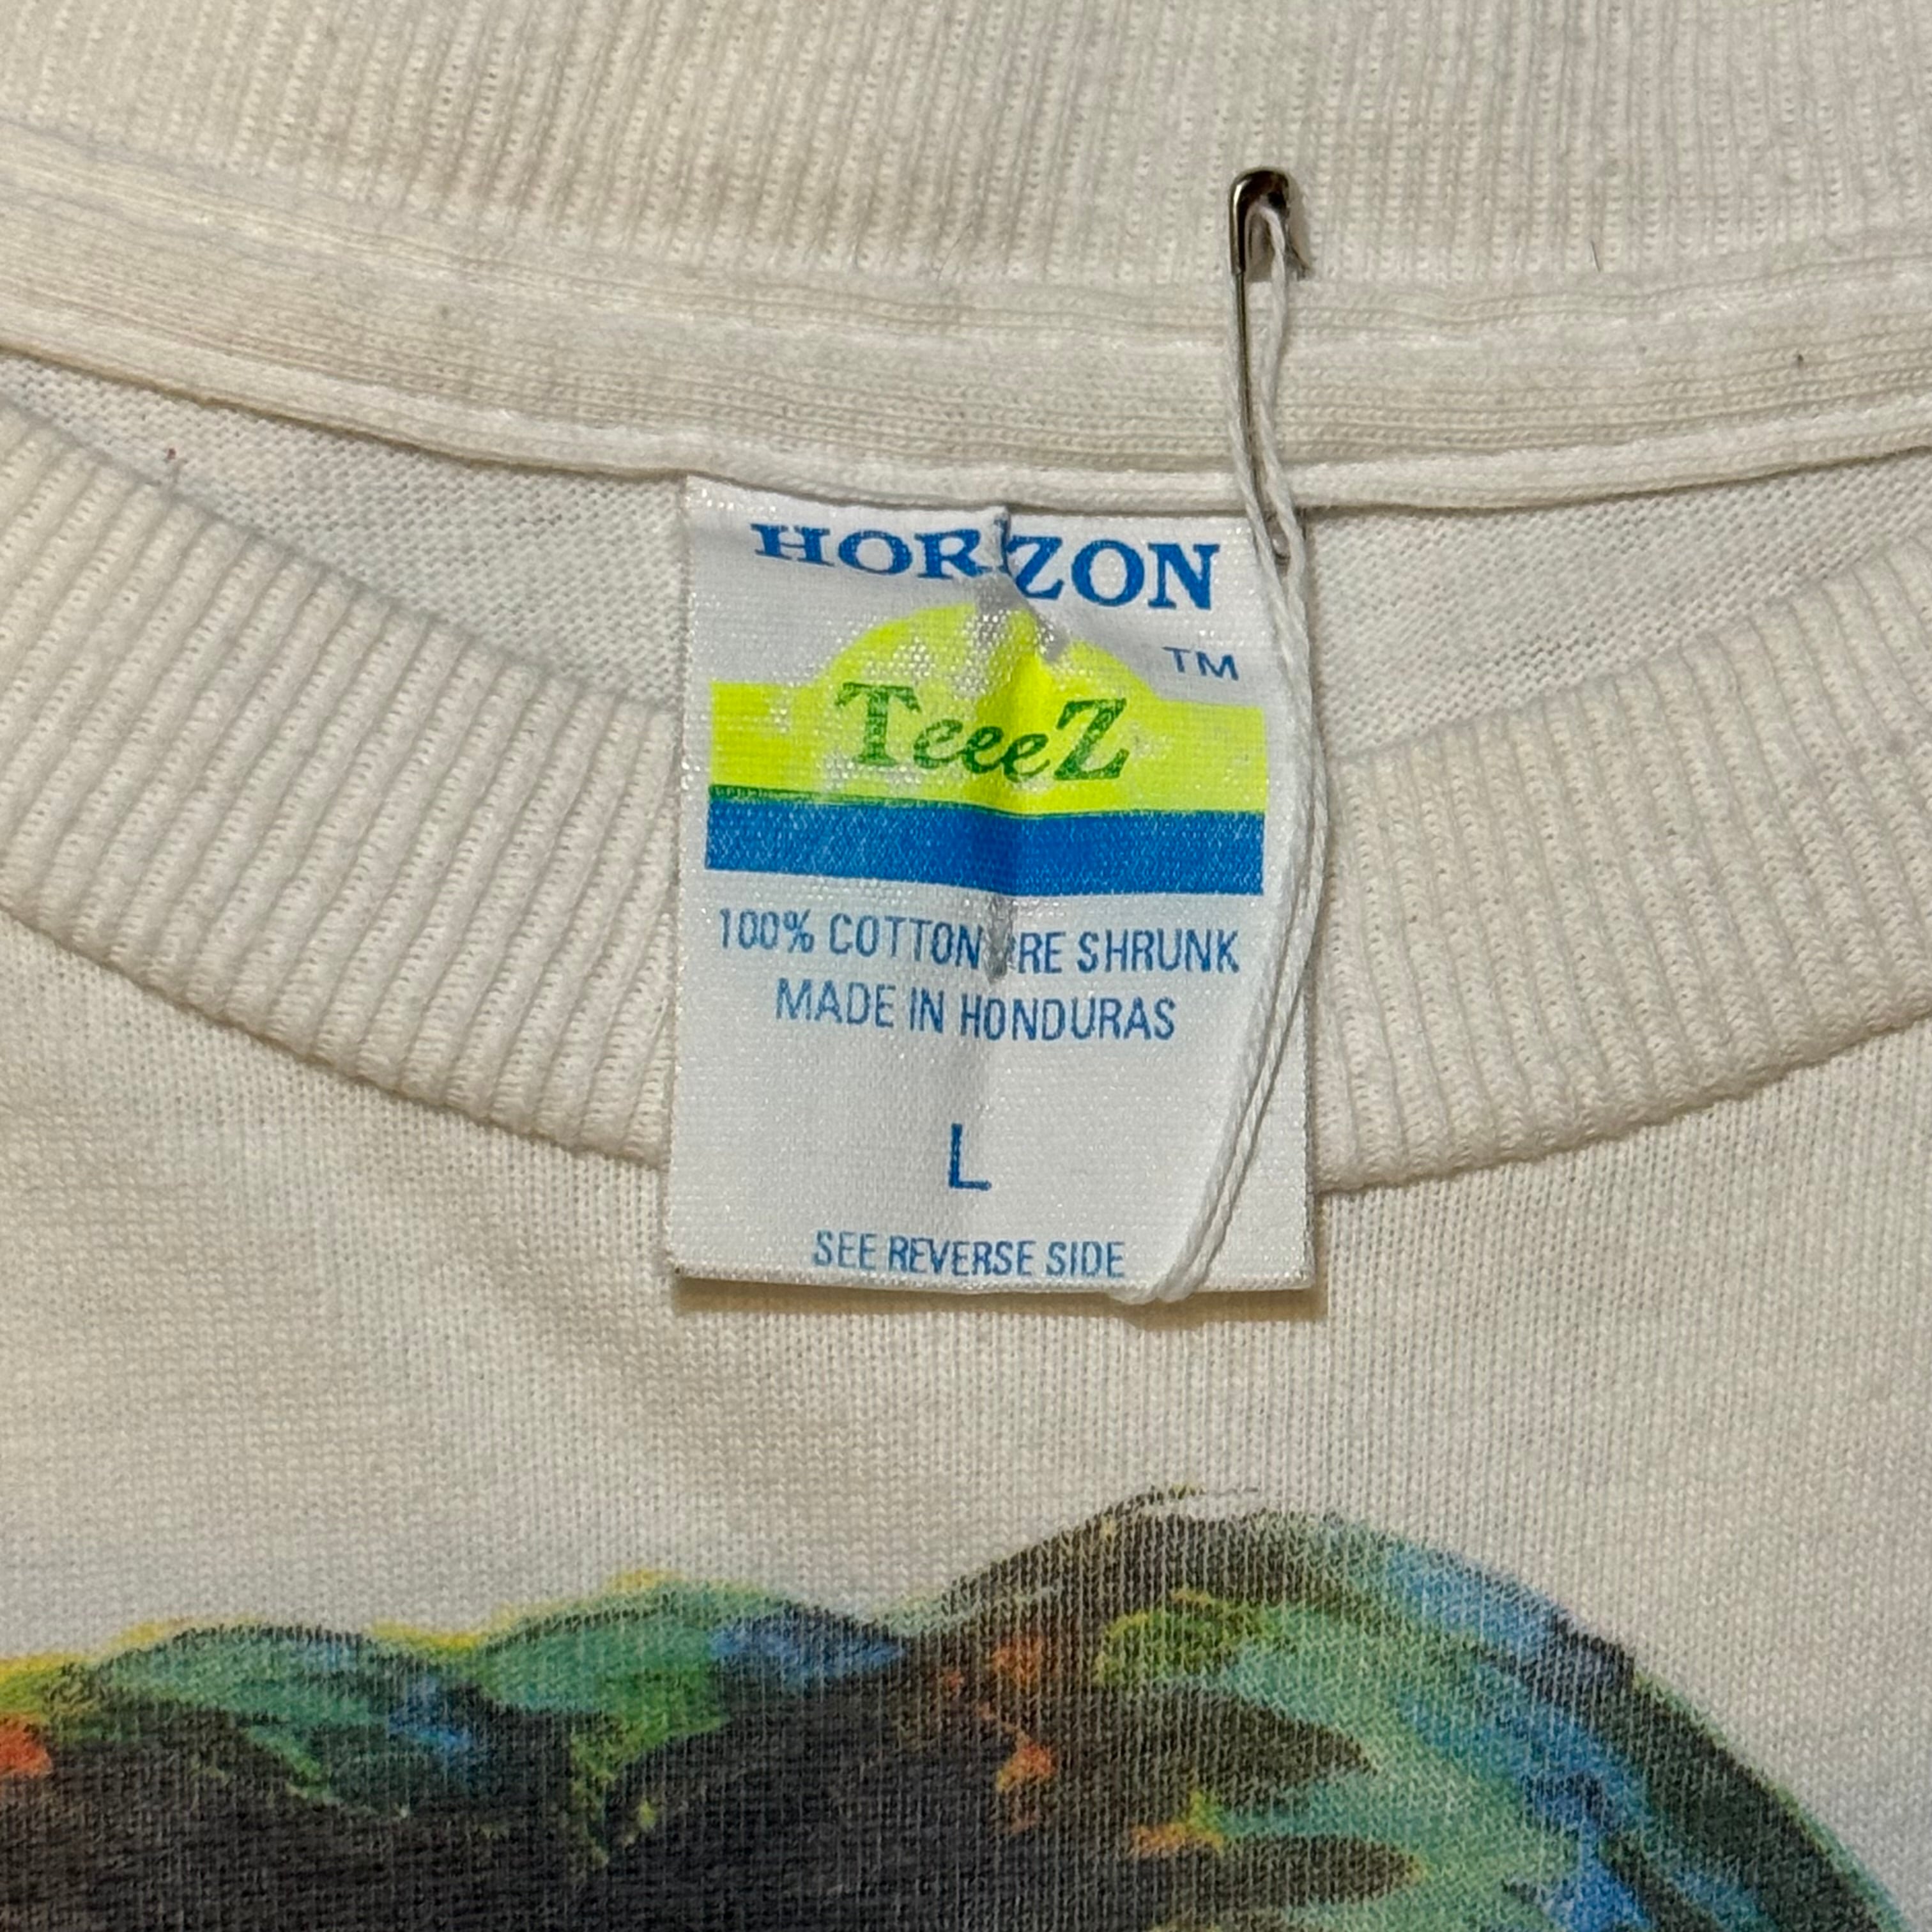 HORIZON
TM
TeeeZ
100% COTTON PRE SHRUNK
MADE IN HONDURAS
L
SEE REVERSE SIDE